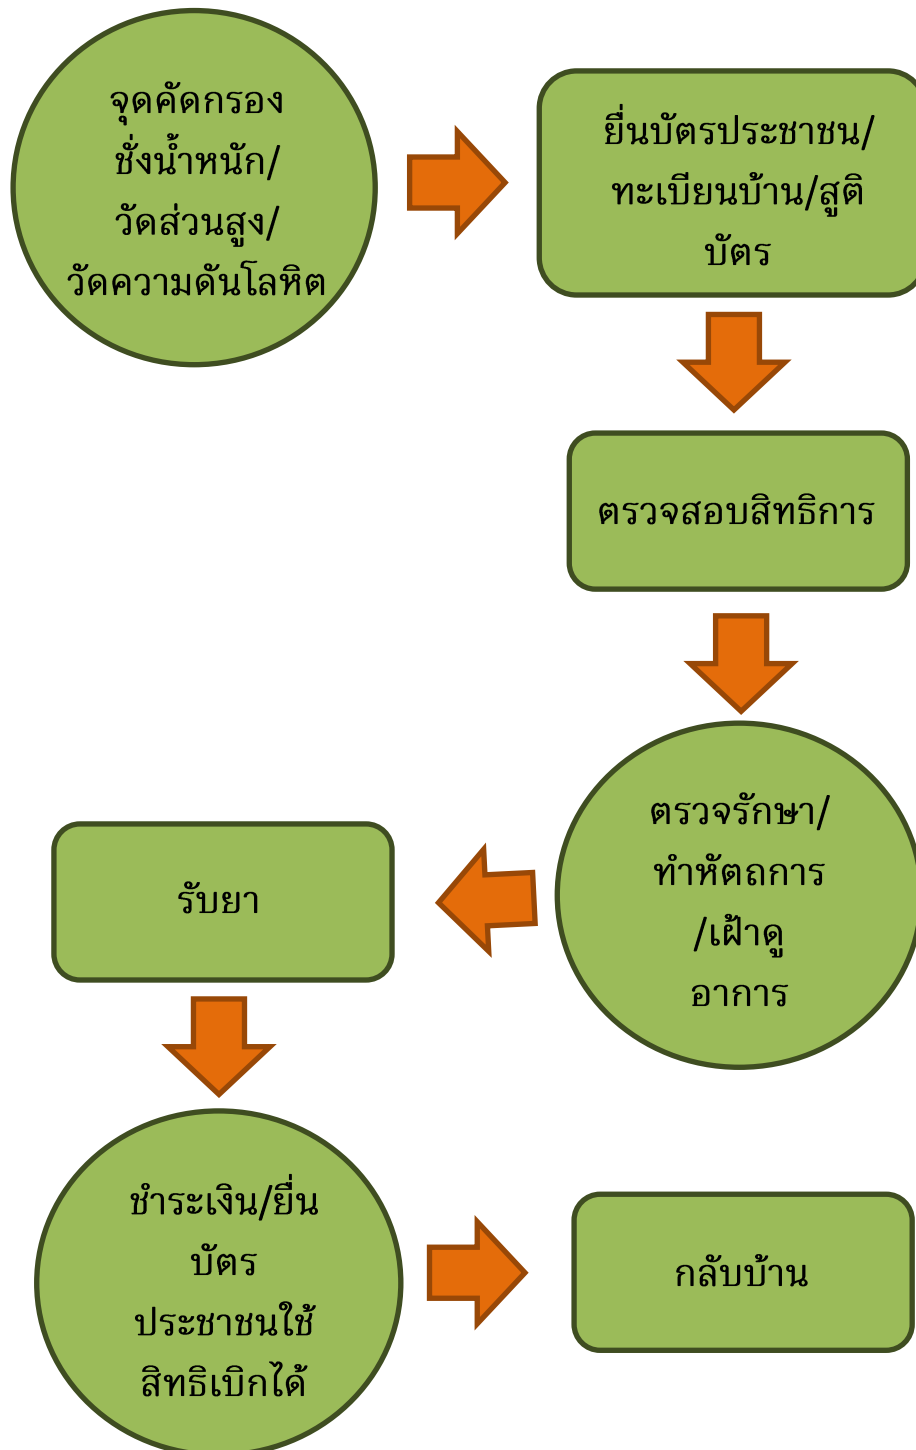 จุดคัดกรอง
ชั่งน้ำหนัก/
วัดส่วนสูง/
วัดความดันโลหิต
ยื่นบัตรประชาชน/
ทะเบียนบ้าน/สูติ
บัตร
ตรวจสอบสิทธิการ
ตรวจรักษา/
ทำหัตถการ
/เฝ้าดู
อาการ
รับยา
ชำระเงิน/ยื่น
บัตร
ประชาชนใช้
สิทธิเบิกได้
กลับบ้าน